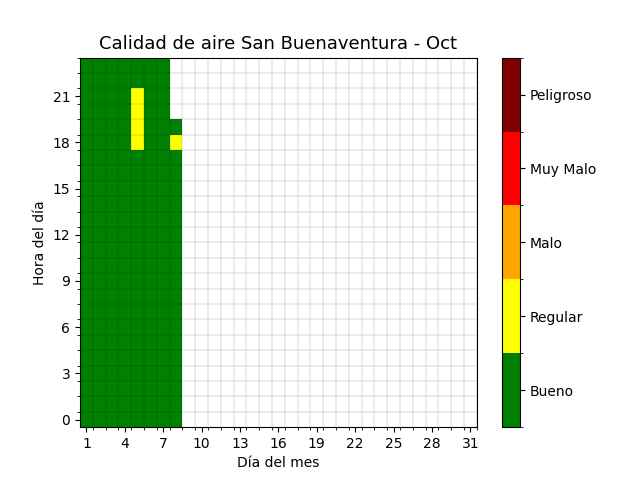 Calidad de aire San Buenaventura - Oct
Hora del día
21
18
15
12
9
6
3
0
1 4 7 10 13 16 19 22 25 28 31
Día del mes
Peligroso
Muy Malo
Malo
Regular
Bueno